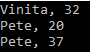 Vinita, 32
Pete, 20
Pete, 37